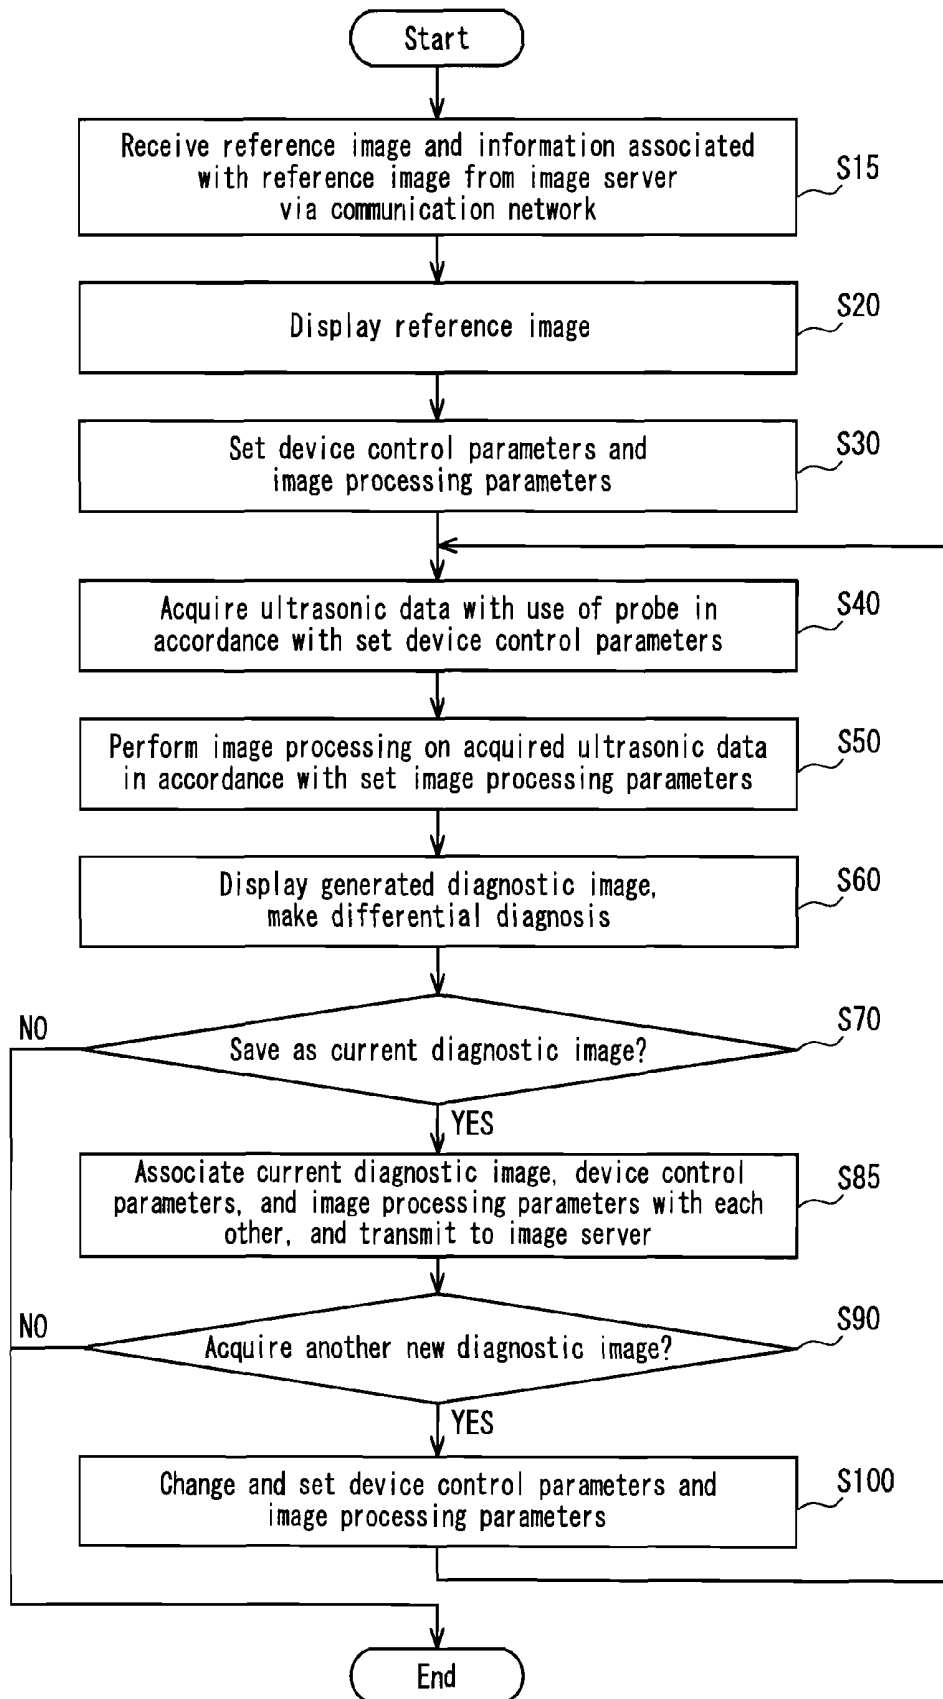 Start
Receive reference image and information associated
with reference image from image server
via communication network
S15
Display reference image
S20
Set device control parameters and
image processing parameters
S30
Acquire ultrasonic data with use of probe in
accordance with set device control parameters
S40
Perform image processing on acquired ultrasonic data
in accordance with set image processing parameters
S50
Display generated diagnostic image,
make differential diagnosis
S60
NO
Save as current diagnostic image?
S70
YES
Associate current diagnostic image, device control
parameters, and image processing parameters with each
other, and transmit to image server
S85
NO
Acquire another new diagnostic image?
S90
YES
Change and set device control parameters and
image processing parameters
S100
End